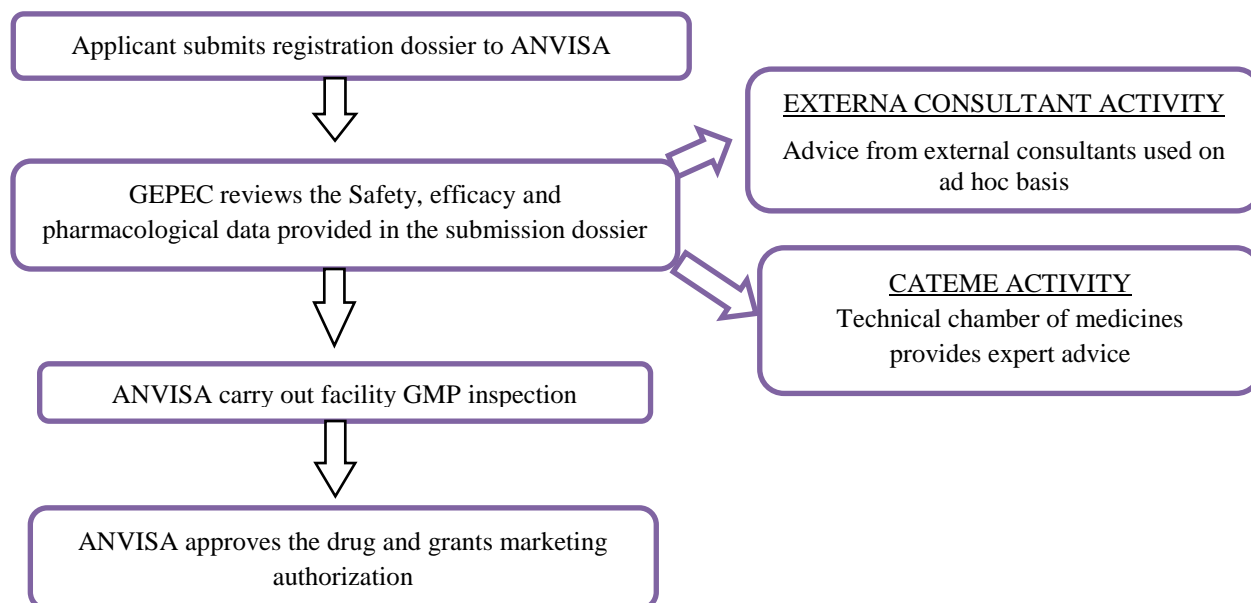 Applicant submits registration dossier to ANVISA
EXTERNA CONSULTANT ACTIVITY
Advice from external consultants used on
ad hoc basis
GEPEC reviews the Safety, efficacy and
pharmacological data provided in the submission dossier
CATEME ACTIVITY
Technical chamber of medicines
provides expert advice
ANVISA carry out facility GMP inspection
ANVISA approves the drug and grants marketing
authorization